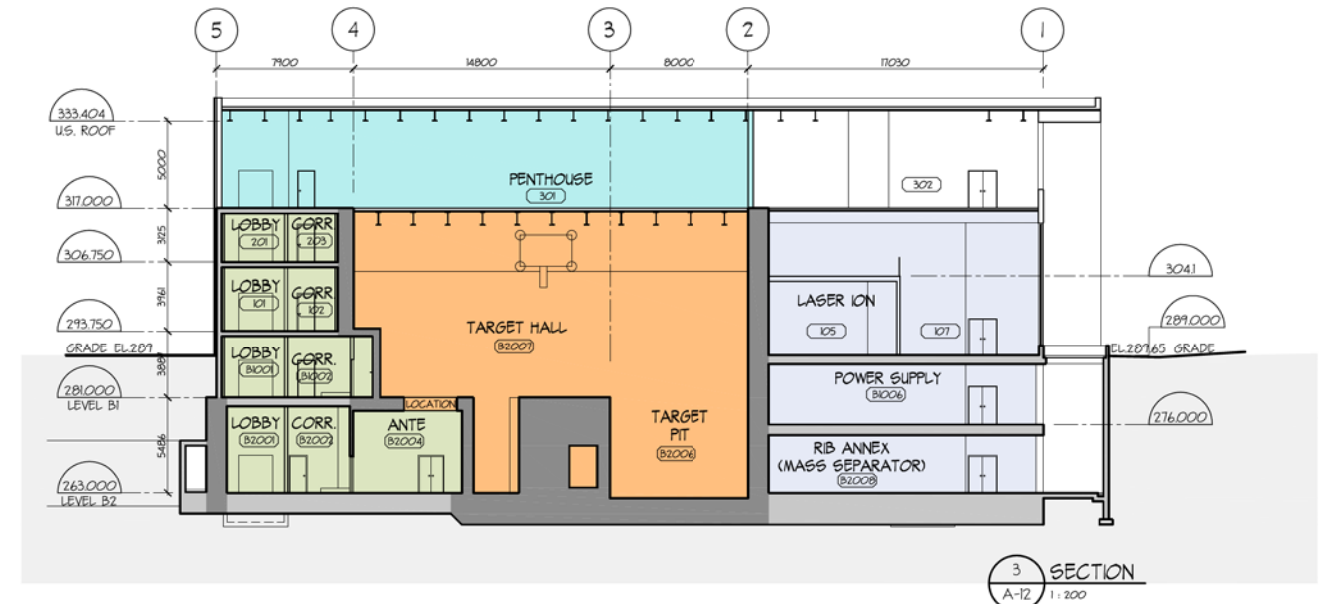 5 4 3 2 1
7900 14800 8000 17030
333.404
U.S. ROOF
5000
317.000
3125
306.750
3961
293.750
GRADE EL.289
3889
281.000
LEVEL B1
5486
263.000
LEVEL B2
PENTHOUSE
301
302
LOBBY CORR.
201 203
LOBBY CORR.
101 102
LOBBY CORR.
B1001 B1002
LOBBY CORR.
B2001 B2002
LOCATION
ANTE
B2004
TARGET HALL
B2007
TARGET
PIT
B2006
LASER ION
105 107
POWER SUPPLY
B1006
RIB ANNEX
(MASS SEPARATOR)
B2008
304.1
289.000
EL.287.65 GRADE
276.000
3 SECTION
A-12 1 : 200